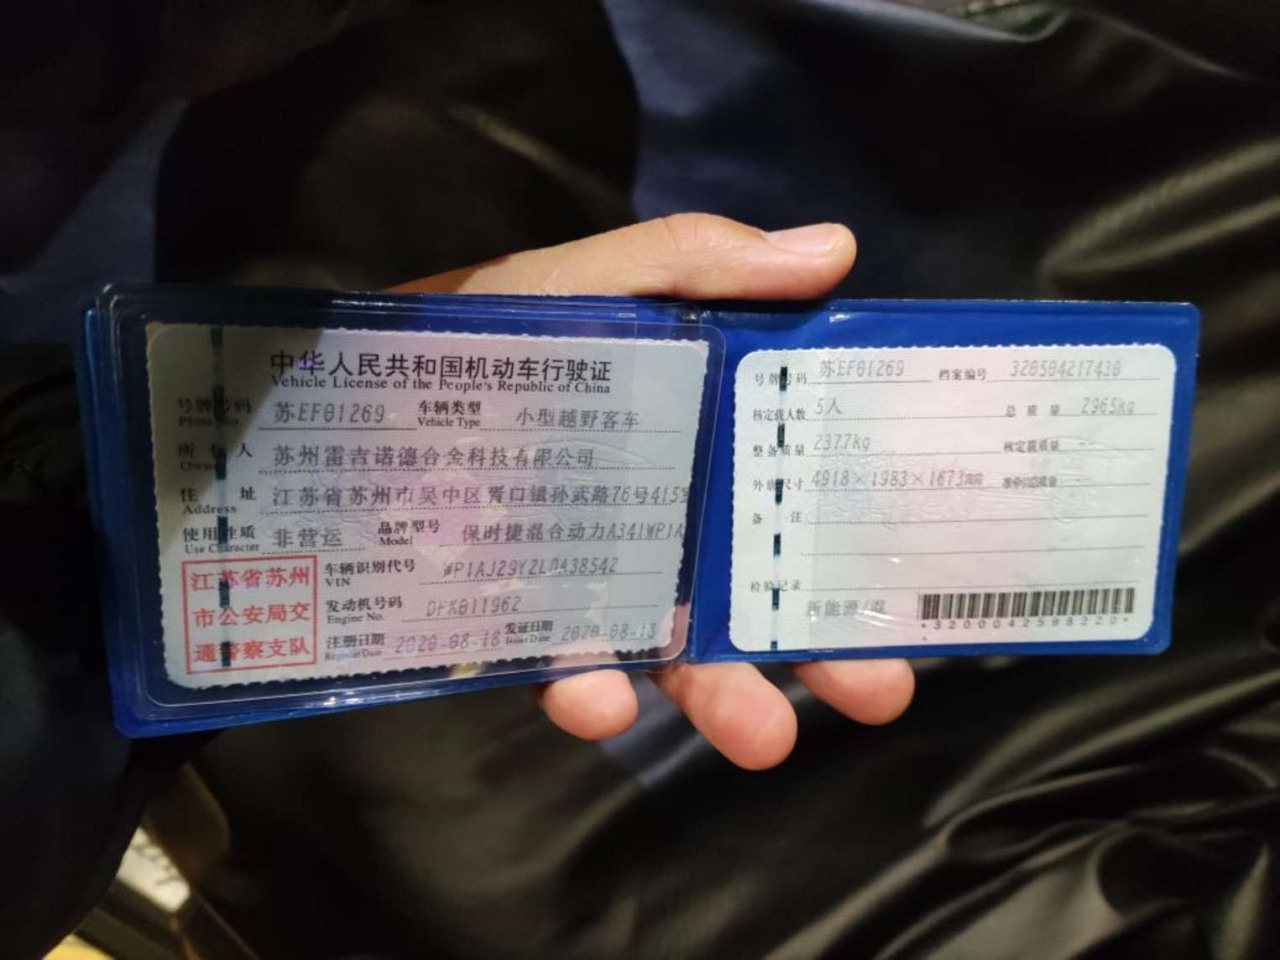 中华人民共和国机动车行驶证
Vehicle License of the People's Republic of China
号牌号码 苏EF01269 车辆类型 小型越野客车
Plate No. Vehicle Type
所有人 苏州雷吉诺德合金科技有限公司
Owner
住址 江苏省苏州市吴中区胥口镇孙武路76号415室
Address
使用性质 非营运 品牌型号 保时捷混合动力A341WP1A
Use Character Model
江苏省苏州
市公安局交
通警察支队
车辆识别代号 WP1AJ29Y2L0A38542
VIN
发动机号码 DFK011962
Engine No.
注册日期 2020-08-18 发证日期 2020-08-13
Register Date Issue Date
号牌号码 苏EF01269 档案编号 320504217430
核定载人数 5人 总质量 2965kg
整备质量 2377kg 核定载质量 --
外廓尺寸 4918×1983×1673mm 准牵引总质量 --
备注
检验记录
新能源/混
*3200042598220*